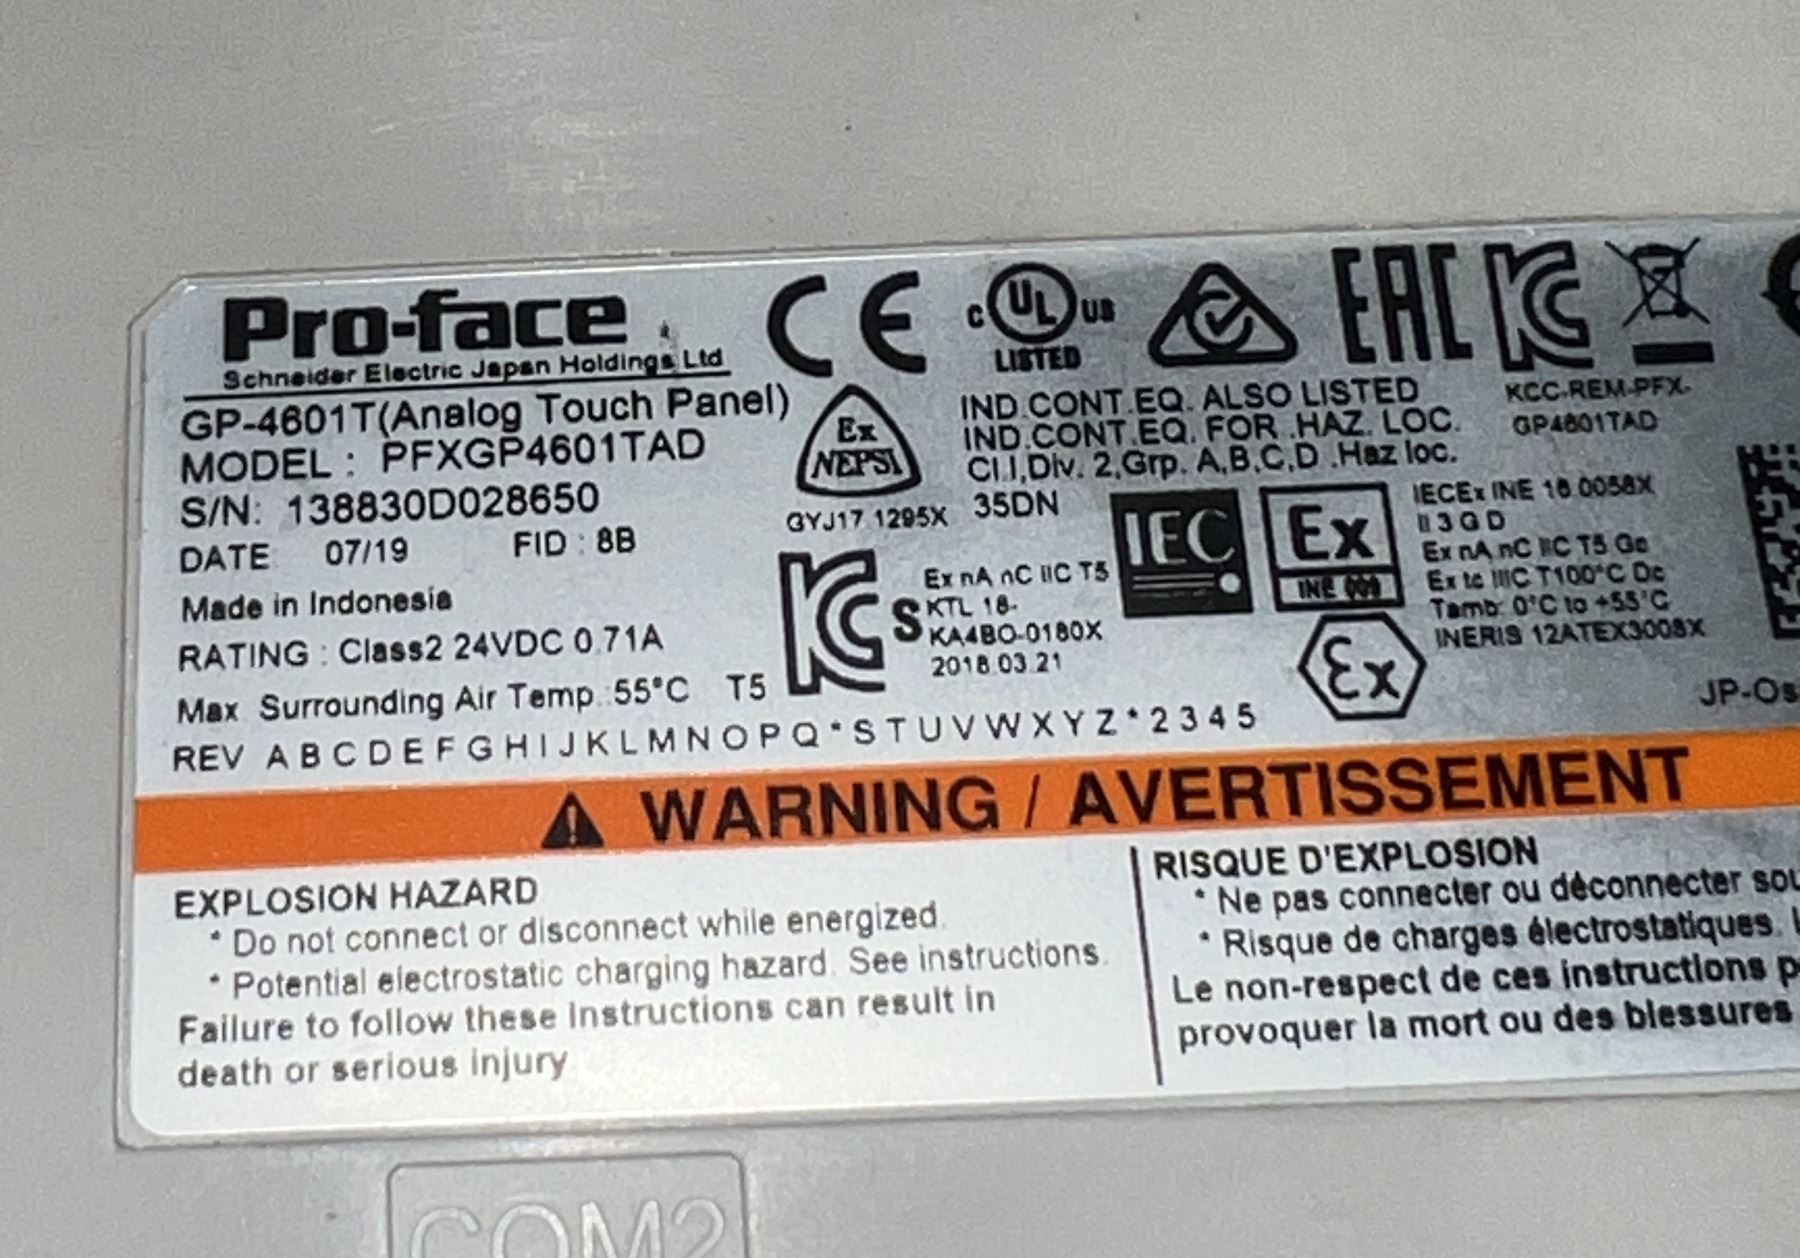 Pro-face
Schneider Electric Japan Holdings Ltd
GP-4601T(Analog Touch Panel)
MODEL : PFXGP4601TAD
S/N: 138830D028650
DATE 07/19 FID : 8B
Made in Indonesia
RATING : Class2 24VDC 0.71A
Max Surrounding Air Temp.:55°C T5
REV A B C D E F G H I J K L M N O P Q * S T U V W X Y Z * 2 3 4 5
CE
c UL us
LISTED
EAC
Ex
NEPSI
GYJ17.1295X
IND.CONT.EQ. ALSO LISTED
IND.CONT.EQ. FOR .HAZ. LOC.
Cl.I,Div. 2,Grp. A,B,C,D .Haz loc.
35DN
KCC-REM-PFX-
GP4601TAD
KCs
Ex nA nC IIC T5
KTL 18-
KA4BO-0180X
2018.03.21
IEC
Ex
INE
IECEx INE 16.0058X
II 3 G D
Ex nA nC IIC T5 Gc
Ex tc IIIC T100°C Dc
Tamb: 0°C to +55°C
INERIS 12ATEX3008X
Ex
WARNING / AVERTISSEMENT
EXPLOSION HAZARD
* Do not connect or disconnect while energized.
* Potential electrostatic charging hazard. See instructions.
Failure to follow these Instructions can result in
death or serious injury
RISQUE D'EXPLOSION
* Ne pas connecter ou déconnecter
* Risque de charges électrostatiques.
Le non-respect de ces instructions
provoquer la mort ou des blessures
COM2